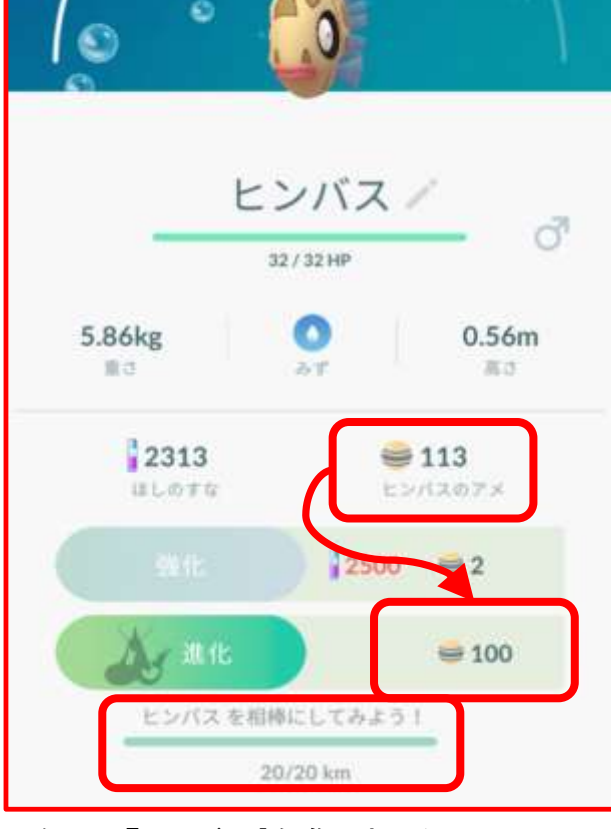 ヒンバス
32 / 32 HP
5.86kg
重さ
みず
0.56m
高さ
2313
ほしのすな
113
ヒンバスのアメ
強化
2500
2
進化
100
ヒンバス を相棒にしてみよう！
20/20 km